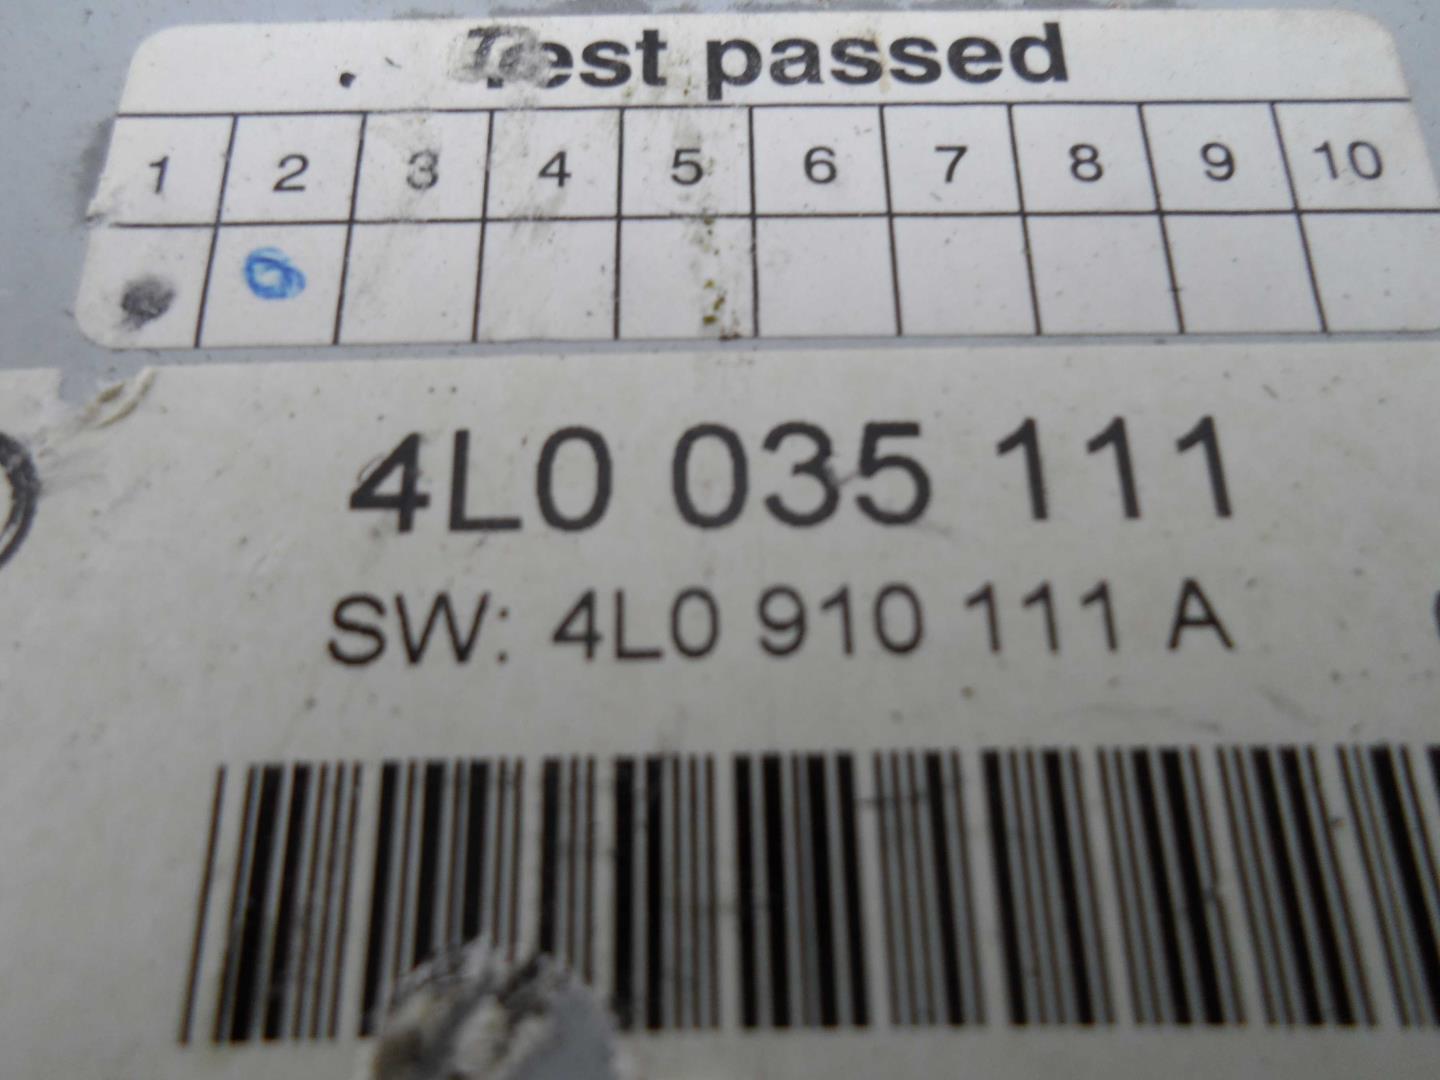 Test passed
1 2 3 4 5 6 7 8 9 10
4L0 035 111
SW: 4L0 910 111 A